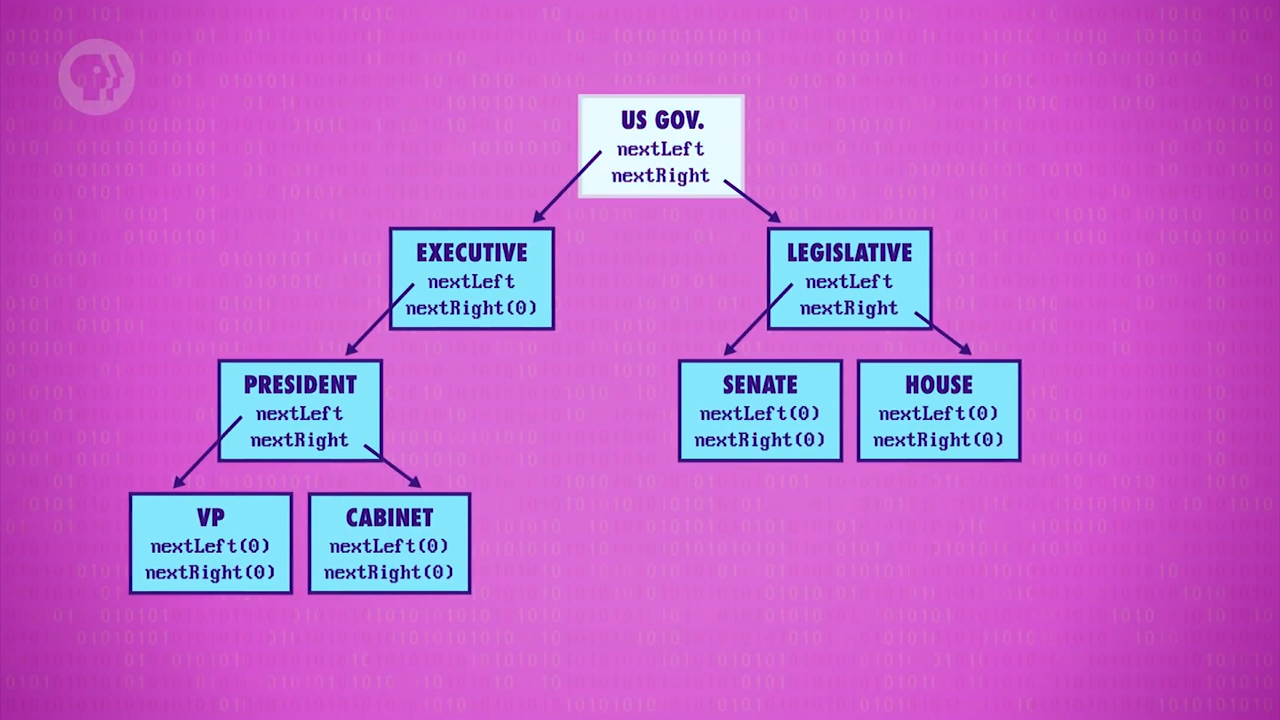 US GOV.
nextLeft
nextRight
EXECUTIVE
nextLeft
nextRight(0)
LEGISLATIVE
nextLeft
nextRight
PRESIDENT
nextLeft
nextRight
SENATE
nextLeft(0)
nextRight(0)
HOUSE
nextLeft(0)
nextRight(0)
VP
nextLeft(0)
nextRight(0)
CABINET
nextLeft(0)
nextRight(0)